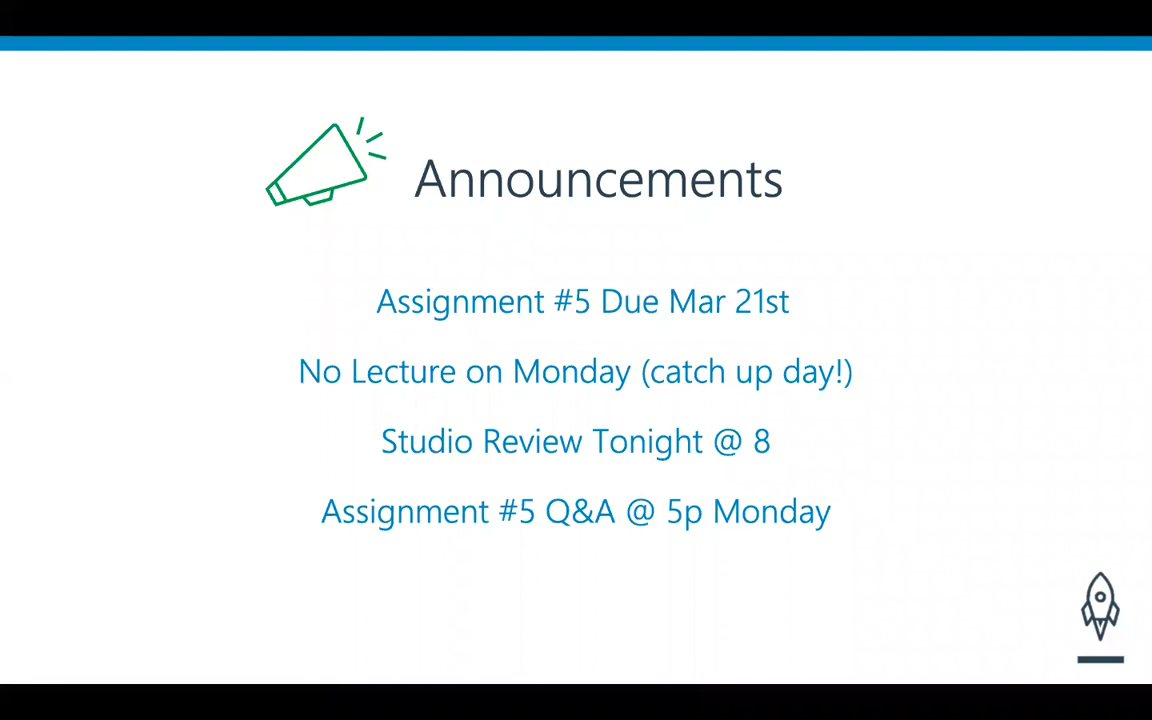 Announcements
Assignment #5 Due Mar 21st
No Lecture on Monday (catch up day!)
Studio Review Tonight @ 8
Assignment #5 Q&A @ 5p Monday